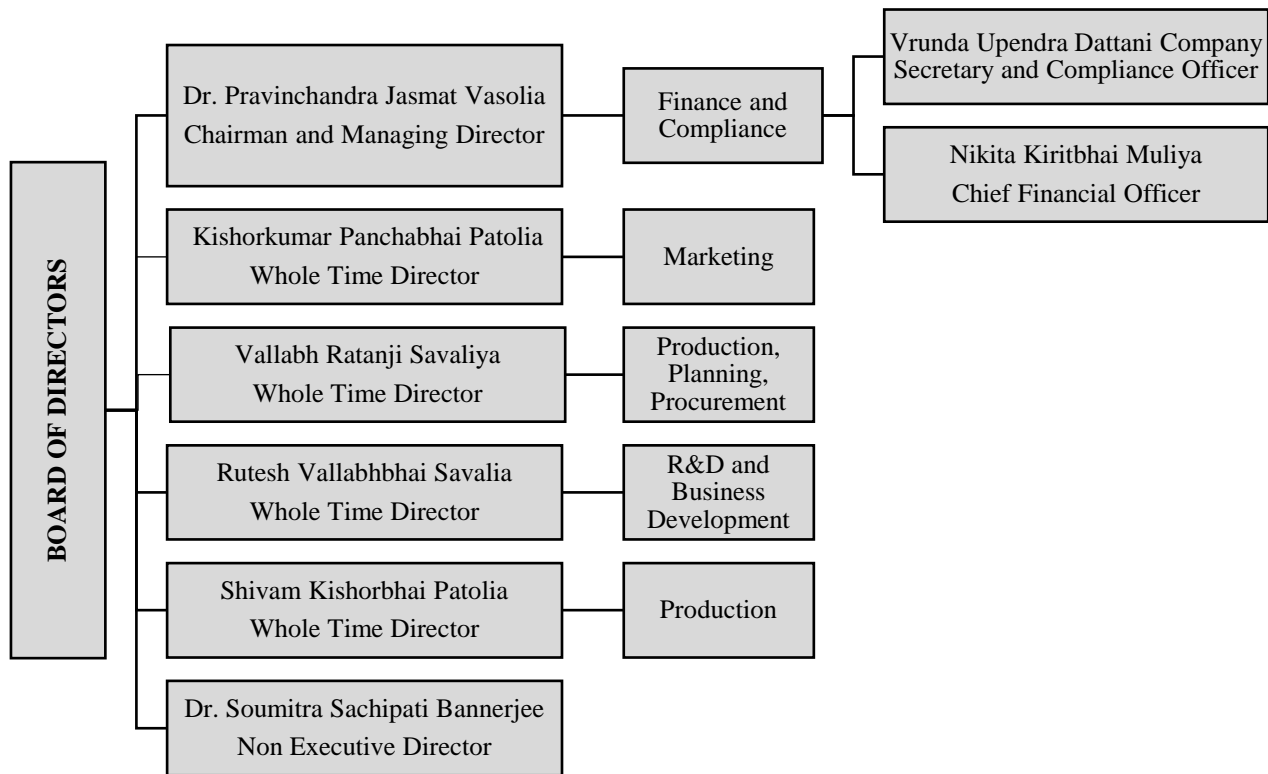 BOARD OF DIRECTORS
Dr. Pravinchandra Jasmat Vasolia
Chairman and Managing Director
Finance and
Compliance
Vrunda Upendra Dattani Company
Secretary and Compliance Officer
Nikita Kiritbhai Muliya
Chief Financial Officer
Kishorkumar Panchabhai Patolia
Whole Time Director
Marketing
Vallabh Ratanji Savaliya
Whole Time Director
Production,
Planning,
Procurement
Rutesh Vallabhbhai Savalia
Whole Time Director
R&D and
Business
Development
Shivam Kishorbhai Patolia
Whole Time Director
Production
Dr. Soumitra Sachipati Bannerjee
Non Executive Director